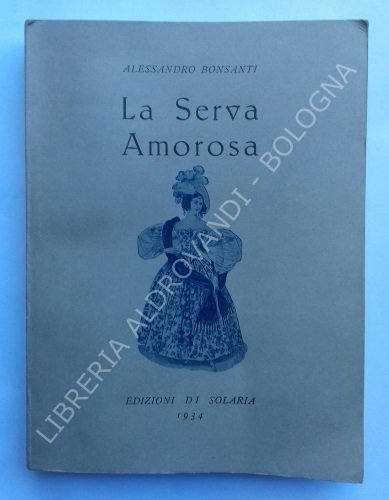 ALESSANDRO BONSANTI
La Serva
Amorosa
EDIZIONI DI SOLARIA
1934
LIBRERIA ALDROVANDI - BOLOGNA